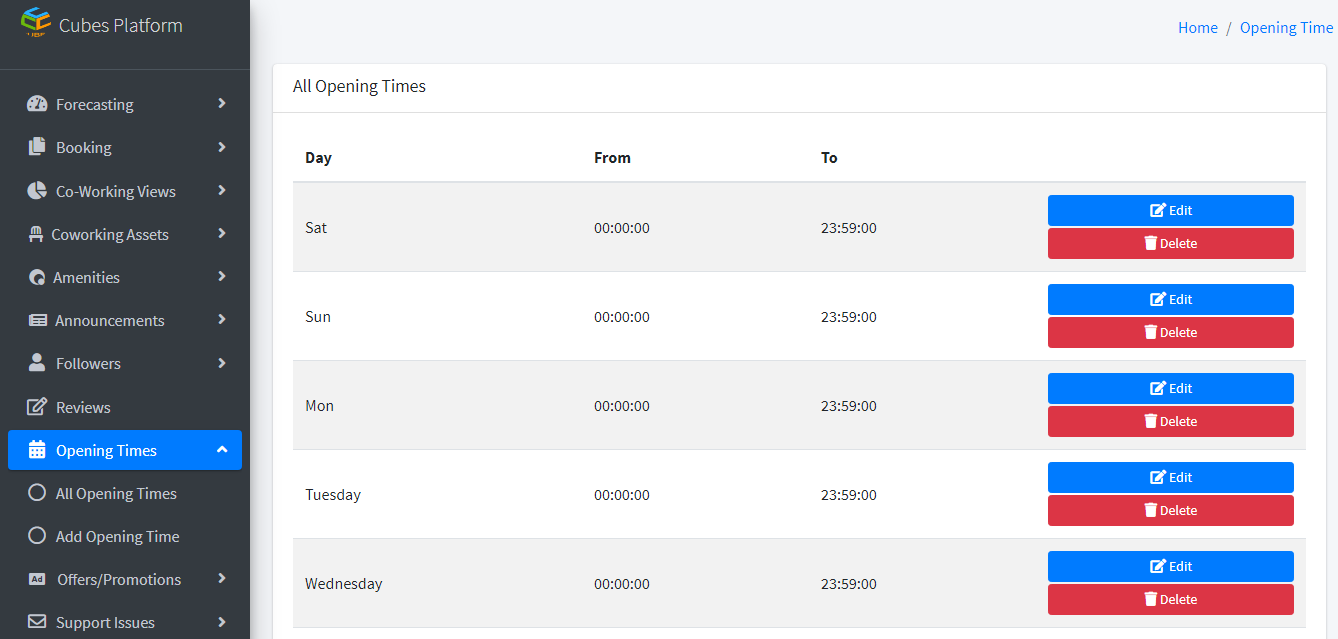 Cubes Platform
Forecasting
Booking
Co-Working Views
Coworking Assets
Amenities
Announcements
Followers
Reviews
Opening Times
All Opening Times
Add Opening Time
Ad Offers/Promotions
Support Issues
Home / Opening Time
All Opening Times
Day From To
Sat 00:00:00 23:59:00 Edit
Delete
Sun 00:00:00 23:59:00 Edit
Delete
Mon 00:00:00 23:59:00 Edit
Delete
Tuesday 00:00:00 23:59:00 Edit
Delete
Wednesday 00:00:00 23:59:00 Edit
Delete